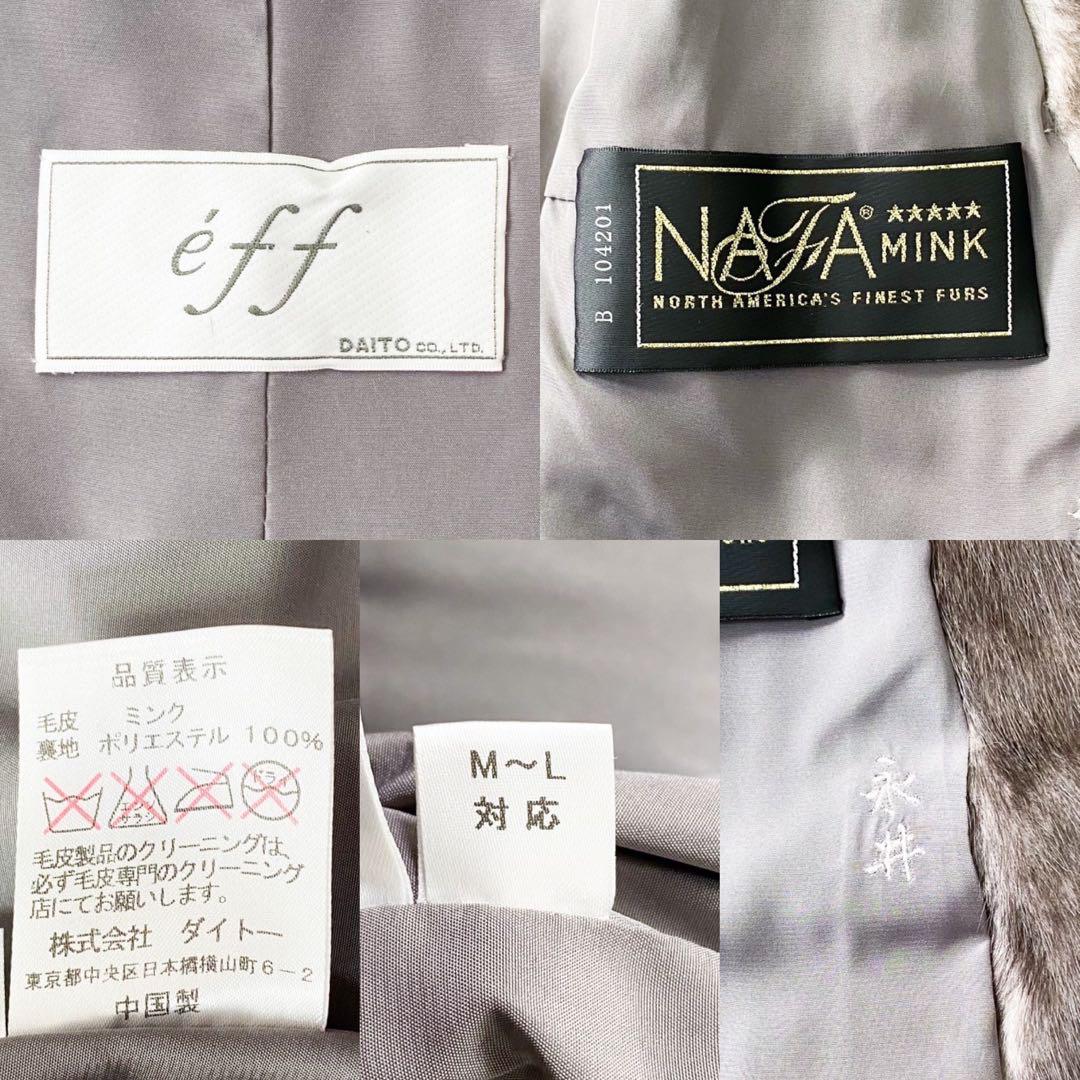 éff
DAITO CO., LTD.
B 104201
NAFA® ★★★★★
MINK
NORTH AMERICA'S FINEST FURS
品質表示
毛皮 ミンク
裏地 ポリエステル 100%
サラシ
ドライ
毛皮製品のクリーニングは、
必ず毛皮専門のクリーニング
店にてお願いします。
株式会社 ダイトー
東京都中央区日本橋横山町6-2
中国製
M〜L
対応
永井